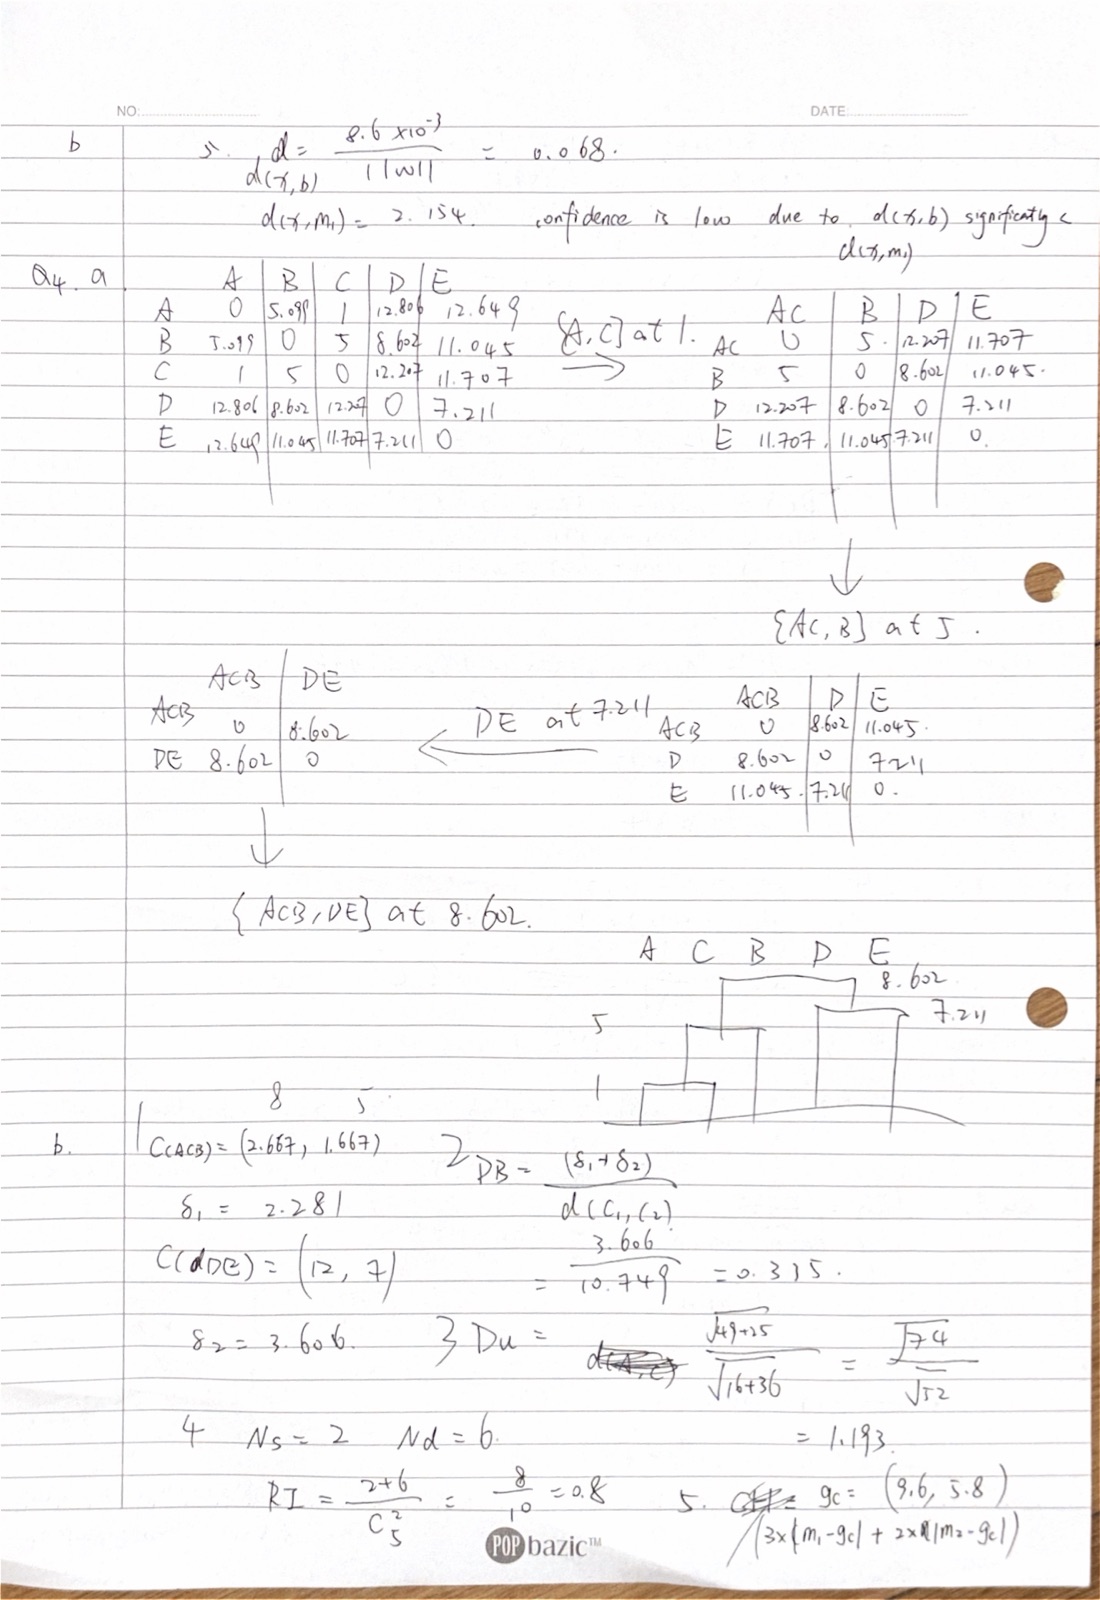 NO:
DATE:
b
5. d = 8.6 ×10⁻³ / ||w|| = 0.068.
d(x,b)
d(x,m₁) = 2.154. confidence is low due to d(x,b) significantly <
d(x,m₁)
Q4. a
A | B | C | D | E
A 0 | 5.099 | 1 | 12.806 12.649
B 5.099 | 0 | 5 | 8.602 | 11.045
C 1 | 5 | 0 | 12.207 | 11.707
D 12.806 | 8.602 | 12.207 | 0 | 7.211
E 12.649 | 11.045 | 11.707 | 7.211 | 0
{A,C} at 1.
→
AC | B | D | E
AC 0 | 5. | 12.207 | 11.707
B 5 | 0 | 8.602 | 11.045.
D 12.207 | 8.602 | 0 | 7.211
E 11.707. | 11.045 | 7.211 | 0.
↓
{AC, B} at 5.
ACB | D | E
ACB 0 | 8.602 | 11.045.
D 8.602 | 0 | 7.211
E 11.045. | 7.211 | 0.
DE at 7.211
←
ACB | DE
ACB 0 | 8.602
DE 8.602 | 0
↓
{ACB, DE} at 8.602.
A C B D E
8.602
7.211
5
1
8 5
b. 1 C(ACB) = (2.667, 1.667)
δ₁ = 2.281
C(dDE) = (12, 7)
δ₂ = 3.606.
2 DB = (δ₁+δ₂) / d(C₁,C₂)
= 3.606 / 10.749 = 0.335.
3 Du = √49+25 / √16+36 = √74 / √52
= 1.193.
4 Ns = 2 Nd = 6.
RI = 2+6 / C₅² = 8 / 10 = 0.8
5. gc = (9.6, 5.8)
(3×|m₁-gc| + 2×||m₂-gc|)
POP bazic™